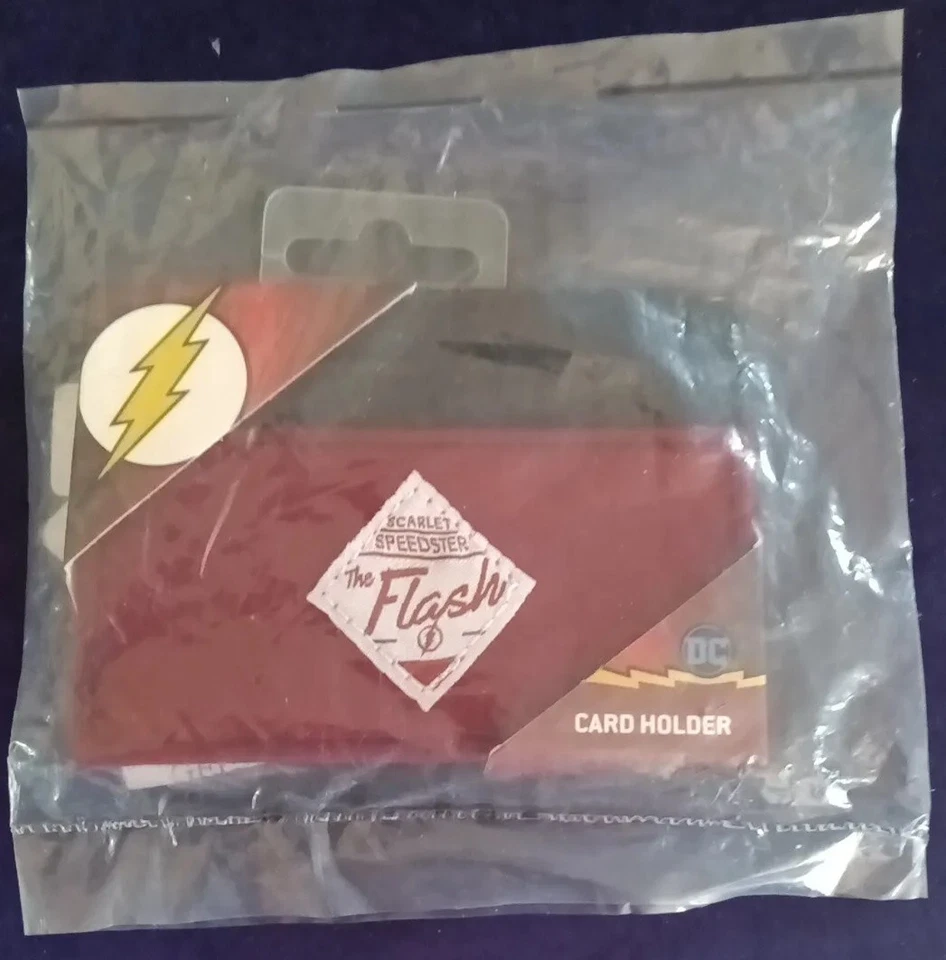 SCARLET
SPEEDSTER
The Flash
DC
CARD HOLDER